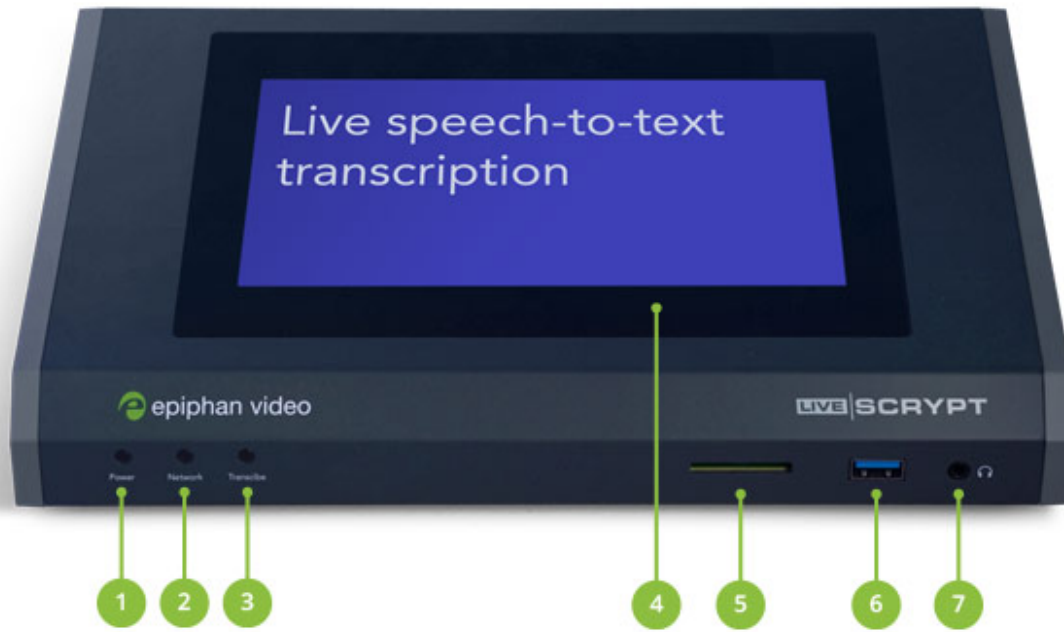 Live speech-to-text
transcription
epiphan video
LIVE SCRYPT
Power
Network
Transcribe
1
2
3
4
5
6
7